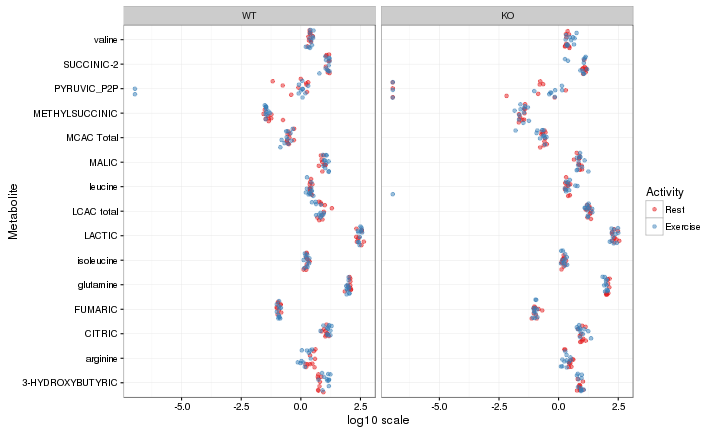 WT KO
valine
SUCCINIC-2
PYRUVIC_P2P
METHYLSUCCINIC
MCAC Total
MALIC
leucine
LCAC total
LACTIC
isoleucine
glutamine
FUMARIC
CITRIC
arginine
3-HYDROXYBUTYRIC
Metabolite
-5.0 -2.5 0.0 2.5 -5.0 -2.5 0.0 2.5
log10 scale
Activity
Rest
Exercise